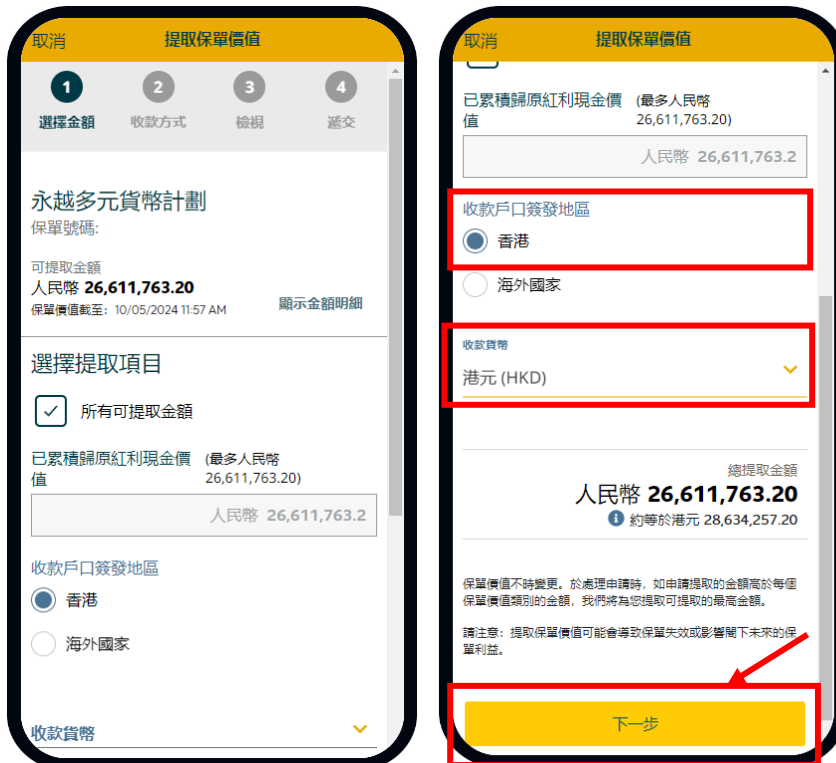 取消
提取保單價值
1
2
3
4
選擇金額
收款方式
檢視
遞交
永越多元貨幣計劃
保單號碼:
可提取金額
人民幣 26,611,763.20
保單價值截至: 10/05/2024 11:57 AM
顯示金額明細
選擇提取項目
所有可提取金額
已累積歸原紅利現金價
值
(最多人民幣
26,611,763.20)
人民幣 26,611,763.2
收款戶口簽發地區
香港
海外國家
收款貨幣
取消
提取保單價值
已累積歸原紅利現金價
值
(最多人民幣
26,611,763.20)
人民幣 26,611,763.2
收款戶口簽發地區
香港
海外國家
收款貨幣
港元 (HKD)
總提取金額
人民幣 26,611,763.20
約等於港元 28,634,257.20
保單價值不時變更。於處理申請時，如申請提取的金額高於每個
保單價值類別的金額，我們將為您提取可提取的最高金額。
請注意：提取保單價值可能會導致保單失效或影響閣下未來的保
單利益。
下一步